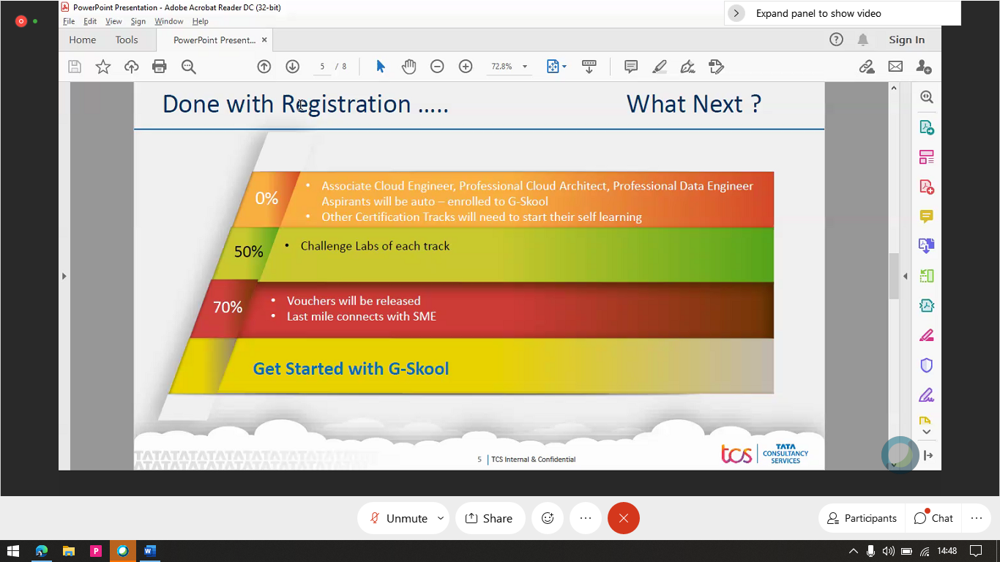 PowerPoint Presentation - Adobe Acrobat Reader DC (32-bit)
Expand panel to show video
File Edit View Sign Window Help
Home Tools PowerPoint Present... ×
Sign In
5 / 8
72.8%
Done with Registration ..... What Next ?
0%
• Associate Cloud Engineer, Professional Cloud Architect, Professional Data Engineer
Aspirants will be auto – enrolled to G-Skool
• Other Certification Tracks will need to start their self learning
50%
• Challenge Labs of each track
70%
• Vouchers will be released
• Last mile connects with SME
Get Started with G-Skool
5 | TCS Internal & Confidential
tcs
TATA
CONSULTANCY
SERVICES
Unmute
Share
Participants
Chat
14:48